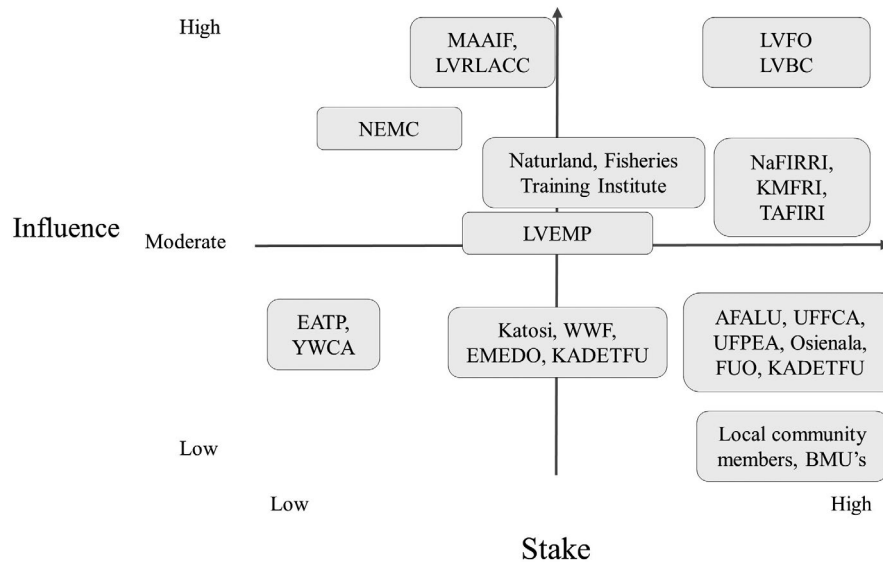 High
MAAIF,
LVRLACC
LVFO
LVBC
NEMC
Naturland, Fisheries
Training Institute
NaFIRRI,
KMFRI,
TAFIRI
Influence
Moderate
LVEMP
EATP,
YWCA
Katosi, WWF,
EMEDO, KADETFU
AFALU, UFFCA,
UFPEA, Osienala,
FUO, KADETFU
Low
Local community
members, BMU’s
Low
High
Stake